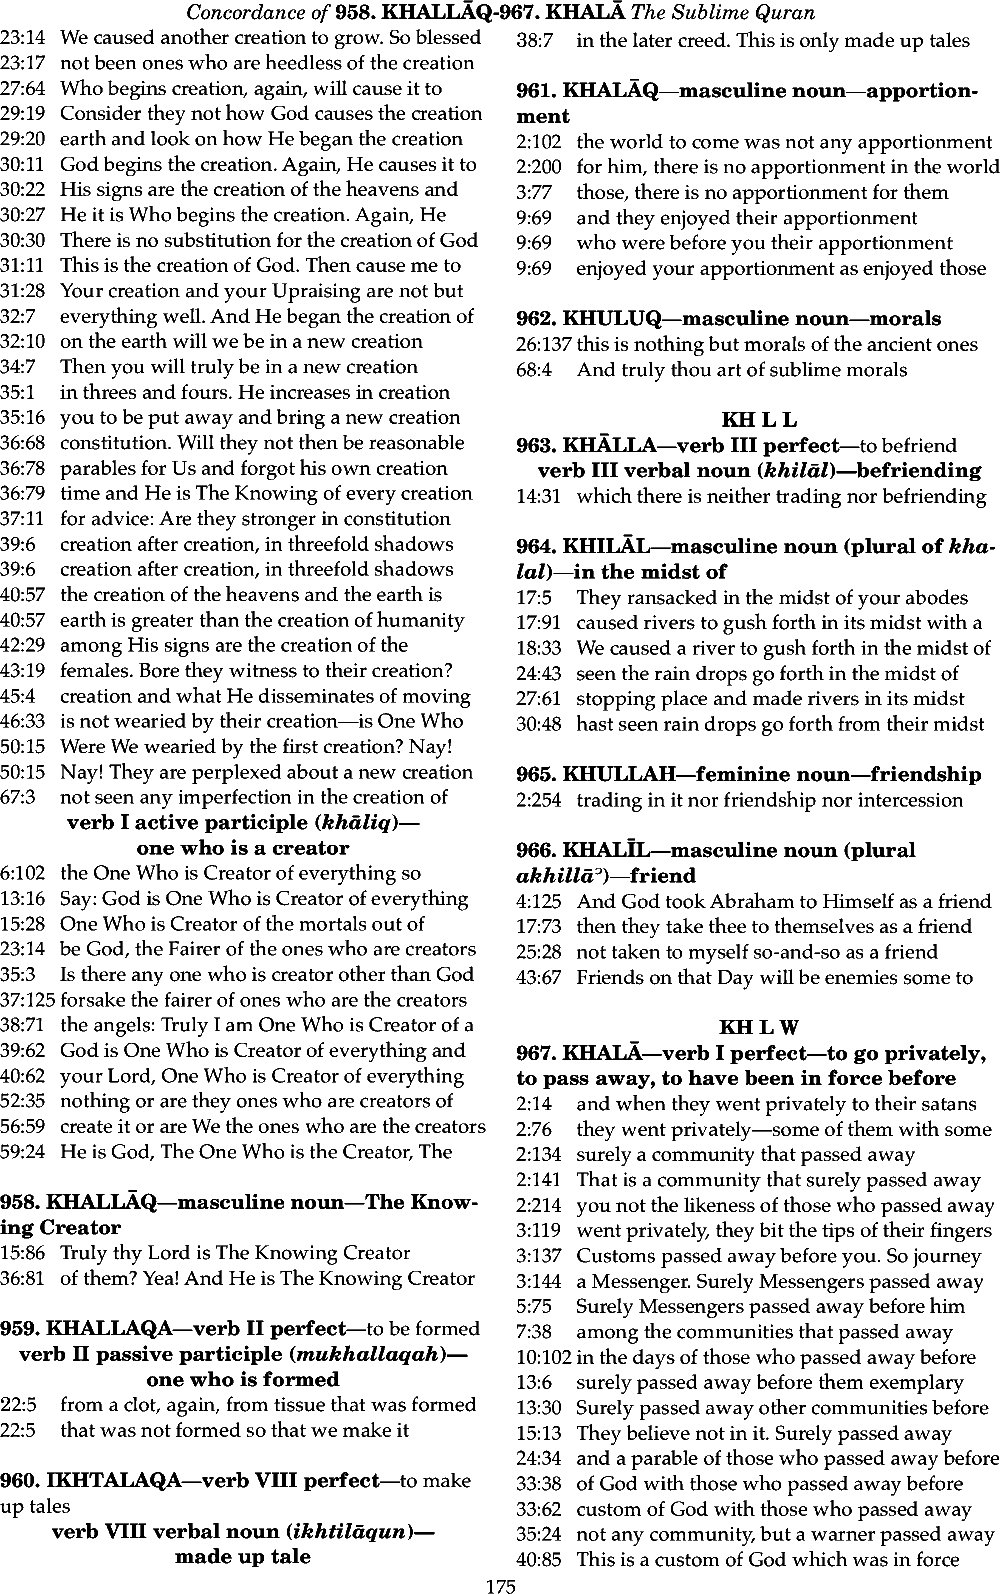 Concordance of 958. KHALLĀQ-967. KHALĀ The Sublime Quran
23:14 We caused another creation to grow. So blessed
23:17 not been ones who are heedless of the creation
27:64 Who begins creation, again, will cause it to
29:19 Consider they not how God causes the creation
29:20 earth and look on how He began the creation
30:11 God begins the creation. Again, He causes it to
30:22 His signs are the creation of the heavens and
30:27 He it is Who begins the creation. Again, He
30:30 There is no substitution for the creation of God
31:11 This is the creation of God. Then cause me to
31:28 Your creation and your Upraising are not but
32:7 everything well. And He began the creation of
32:10 on the earth will we be in a new creation
34:7 Then you will truly be in a new creation
35:1 in threes and fours. He increases in creation
35:16 you to be put away and bring a new creation
36:68 constitution. Will they not then be reasonable
36:78 parables for Us and forgot his own creation
36:79 time and He is The Knowing of every creation
37:11 for advice: Are they stronger in constitution
39:6 creation after creation, in threefold shadows
39:6 creation after creation, in threefold shadows
40:57 the creation of the heavens and the earth is
40:57 earth is greater than the creation of humanity
42:29 among His signs are the creation of the
43:19 females. Bore they witness to their creation?
45:4 creation and what He disseminates of moving
46:33 is not wearied by their creation—is One Who
50:15 Were We wearied by the first creation? Nay!
50:15 Nay! They are perplexed about a new creation
67:3 not seen any imperfection in the creation of
verb I active participle (khāliq)—
one who is a creator
6:102 the One Who is Creator of everything so
13:16 Say: God is One Who is Creator of everything
15:28 One Who is Creator of the mortals out of
23:14 be God, the Fairer of the ones who are creators
35:3 Is there any one who is creator other than God
37:125 forsake the fairer of ones who are the creators
38:71 the angels: Truly I am One Who is Creator of a
39:62 God is One Who is Creator of everything and
40:62 your Lord, One Who is Creator of everything
52:35 nothing or are they ones who are creators of
56:59 create it or are We the ones who are the creators
59:24 He is God, The One Who is the Creator, The
958. KHALLĀQ—masculine noun—The Know-
ing Creator
15:86 Truly thy Lord is The Knowing Creator
36:81 of them? Yea! And He is The Knowing Creator
959. KHALLAQA—verb II perfect—to be formed
verb II passive participle (mukhallaqah)—
one who is formed
22:5 from a clot, again, from tissue that was formed
22:5 that was not formed so that we make it
960. IKHTALAQA—verb VIII perfect—to make
up tales
verb VIII verbal noun (ikhtilāqun)—
made up tale
38:7 in the later creed. This is only made up tales
961. KHALĀQ—masculine noun—apportion-
ment
2:102 the world to come was not any apportionment
2:200 for him, there is no apportionment in the world
3:77 those, there is no apportionment for them
9:69 and they enjoyed their apportionment
9:69 who were before you their apportionment
9:69 enjoyed your apportionment as enjoyed those
962. KHULUQ—masculine noun—morals
26:137 this is nothing but morals of the ancient ones
68:4 And truly thou art of sublime morals
KH L L
963. KHĀLLA—verb III perfect—to befriend
verb III verbal noun (khilāl)—befriending
14:31 which there is neither trading nor befriending
964. KHILĀL—masculine noun (plural of kha-
lal)—in the midst of
17:5 They ransacked in the midst of your abodes
17:91 caused rivers to gush forth in its midst with a
18:33 We caused a river to gush forth in the midst of
24:43 seen the rain drops go forth in the midst of
27:61 stopping place and made rivers in its midst
30:48 hast seen rain drops go forth from their midst
965. KHULLAH—feminine noun—friendship
2:254 trading in it nor friendship nor intercession
966. KHALĪL—masculine noun (plural
akhillāʾ)—friend
4:125 And God took Abraham to Himself as a friend
17:73 then they take thee to themselves as a friend
25:28 not taken to myself so-and-so as a friend
43:67 Friends on that Day will be enemies some to
KH L W
967. KHALĀ—verb I perfect—to go privately,
to pass away, to have been in force before
2:14 and when they went privately to their satans
2:76 they went privately—some of them with some
2:134 surely a community that passed away
2:141 That is a community that surely passed away
2:214 you not the likeness of those who passed away
3:119 went privately, they bit the tips of their fingers
3:137 Customs passed away before you. So journey
3:144 a Messenger. Surely Messengers passed away
5:75 Surely Messengers passed away before him
7:38 among the communities that passed away
10:102 in the days of those who passed away before
13:6 surely passed away before them exemplary
13:30 Surely passed away other communities before
15:13 They believe not in it. Surely passed away
24:34 and a parable of those who passed away before
33:38 of God with those who passed away before
33:62 custom of God with those who passed away
35:24 not any community, but a warner passed away
40:85 This is a custom of God which was in force
175